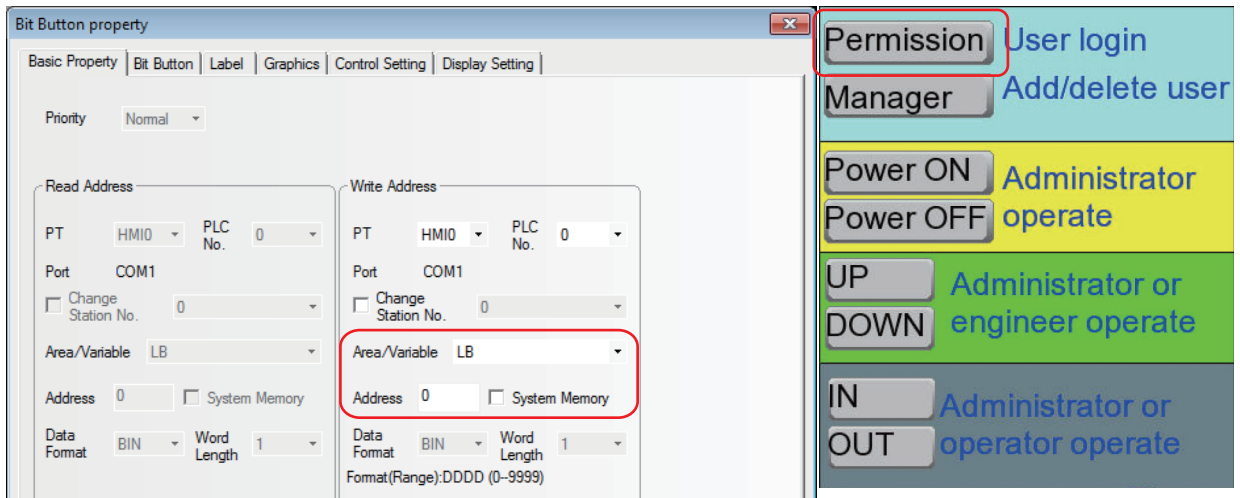 Bit Button property
Basic Property Bit Button Label Graphics Control Setting Display Setting
Priority Normal
Read Address
PT HMI0 PLC No. 0
Port COM1
Change Station No. 0
Area/Variable LB
Address 0 System Memory
Data Format BIN Word Length 1
Write Address
PT HMI0 PLC No. 0
Port COM1
Change Station No. 0
Area/Variable LB
Address 0 System Memory
Data Format BIN Word Length 1
Format(Range):DDDD (0--9999)
Permission User login
Manager Add/delete user
Power ON
Power OFF
Administrator
operate
UP
DOWN
Administrator or
engineer operate
IN
OUT
Administrator or
operator operate